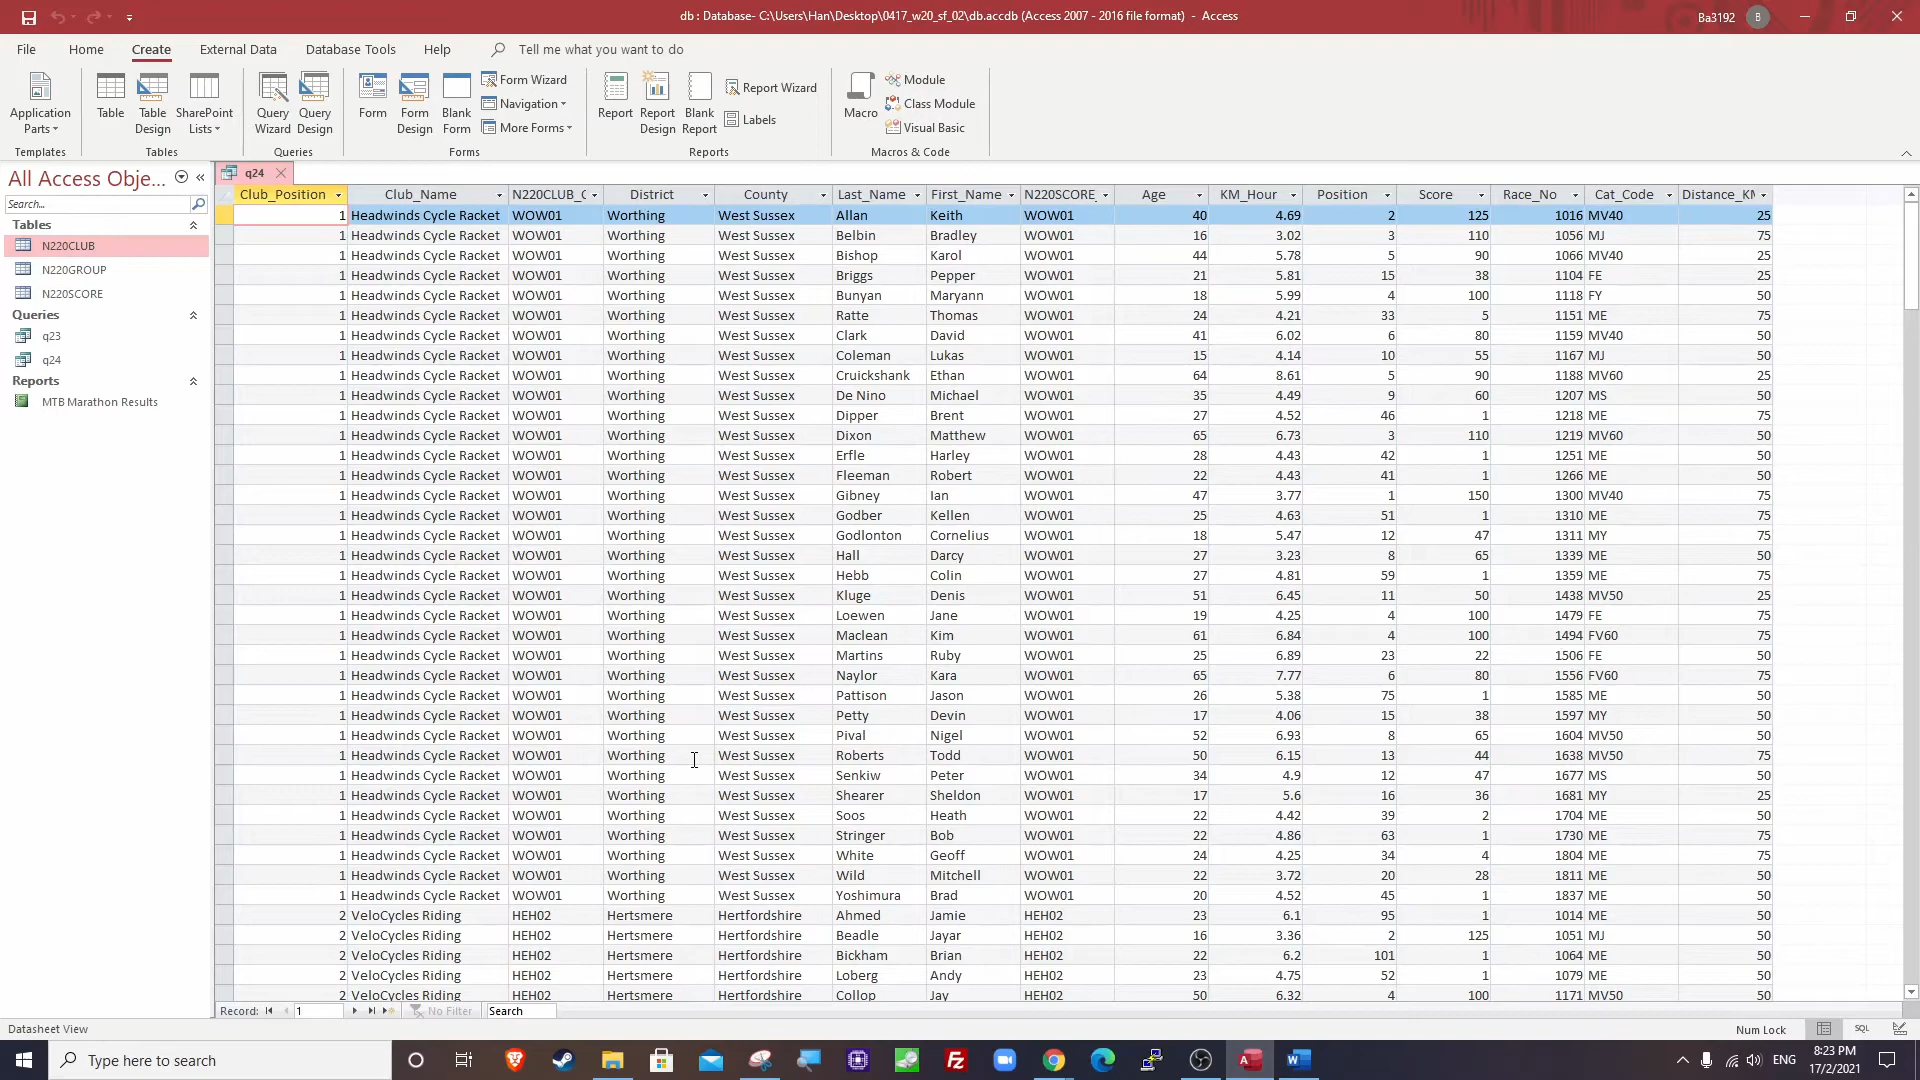 db : Database- C:\Users\Han\Desktop\0417_w20_sf_02\db.accdb (Access 2007 - 2016 file format) - Access
Ba3192 B
File Home Create External Data Database Tools Help Tell me what you want to do
Application Parts
Table
Table Design
SharePoint Lists
Query Wizard
Query Design
Form
Form Design
Blank Form
Form Wizard
Navigation
More Forms
Report
Report Design
Blank Report
Report Wizard
Labels
Macro
Module
Class Module
Visual Basic
Templates Tables Queries Forms Reports Macros & Code
All Access Obje...
Search...
Tables
N220CLUB
N220GROUP
N220SCORE
Queries
q23
q24
Reports
MTB Marathon Results
q24
Club_Position Club_Name N220CLUB_C District County Last_Name First_Name N220SCORE_ Age KM_Hour Position Score Race_No Cat_Code Distance_KM
1 Headwinds Cycle Racket WOW01 Worthing West Sussex Allan Keith WOW01 40 4.69 2 125 1016 MV40 25
1 Headwinds Cycle Racket WOW01 Worthing West Sussex Belbin Bradley WOW01 16 3.02 3 110 1056 MJ 75
1 Headwinds Cycle Racket WOW01 Worthing West Sussex Bishop Karol WOW01 44 5.78 5 90 1066 MV40 25
1 Headwinds Cycle Racket WOW01 Worthing West Sussex Briggs Pepper WOW01 21 5.81 15 38 1104 FE 25
1 Headwinds Cycle Racket WOW01 Worthing West Sussex Bunyan Maryann WOW01 18 5.99 4 100 1118 FY 50
1 Headwinds Cycle Racket WOW01 Worthing West Sussex Ratte Thomas WOW01 24 4.21 33 5 1151 ME 75
1 Headwinds Cycle Racket WOW01 Worthing West Sussex Clark David WOW01 41 6.02 6 80 1159 MV40 50
1 Headwinds Cycle Racket WOW01 Worthing West Sussex Coleman Lukas WOW01 15 4.14 10 55 1167 MJ 50
1 Headwinds Cycle Racket WOW01 Worthing West Sussex Cruickshank Ethan WOW01 64 8.61 5 90 1188 MV60 25
1 Headwinds Cycle Racket WOW01 Worthing West Sussex De Nino Michael WOW01 35 4.49 9 60 1207 MS 50
1 Headwinds Cycle Racket WOW01 Worthing West Sussex Dipper Brent WOW01 27 4.52 46 1 1218 ME 75
1 Headwinds Cycle Racket WOW01 Worthing West Sussex Dixon Matthew WOW01 65 6.73 3 110 1219 MV60 50
1 Headwinds Cycle Racket WOW01 Worthing West Sussex Erfle Harley WOW01 28 4.43 42 1 1251 ME 50
1 Headwinds Cycle Racket WOW01 Worthing West Sussex Fleeman Robert WOW01 22 4.43 41 1 1266 ME 50
1 Headwinds Cycle Racket WOW01 Worthing West Sussex Gibney Ian WOW01 47 3.77 1 150 1300 MV40 75
1 Headwinds Cycle Racket WOW01 Worthing West Sussex Godber Kellen WOW01 25 4.63 51 1 1310 ME 75
1 Headwinds Cycle Racket WOW01 Worthing West Sussex Godlonton Cornelius WOW01 18 5.47 12 47 1311 MY 75
1 Headwinds Cycle Racket WOW01 Worthing West Sussex Hall Darcy WOW01 27 3.23 8 65 1339 ME 50
1 Headwinds Cycle Racket WOW01 Worthing West Sussex Hebb Colin WOW01 27 4.81 59 1 1359 ME 75
1 Headwinds Cycle Racket WOW01 Worthing West Sussex Kluge Denis WOW01 51 6.45 11 50 1438 MV50 25
1 Headwinds Cycle Racket WOW01 Worthing West Sussex Loewen Jane WOW01 19 4.25 4 100 1479 FE 75
1 Headwinds Cycle Racket WOW01 Worthing West Sussex Maclean Kim WOW01 61 6.84 4 100 1494 FV60 75
1 Headwinds Cycle Racket WOW01 Worthing West Sussex Martins Ruby WOW01 25 6.89 23 22 1506 FE 50
1 Headwinds Cycle Racket WOW01 Worthing West Sussex Naylor Kara WOW01 65 7.77 6 80 1556 FV60 75
1 Headwinds Cycle Racket WOW01 Worthing West Sussex Pattison Jason WOW01 26 5.38 75 1 1585 ME 50
1 Headwinds Cycle Racket WOW01 Worthing West Sussex Petty Devin WOW01 17 4.06 15 38 1597 MY 50
1 Headwinds Cycle Racket WOW01 Worthing West Sussex Pival Nigel WOW01 52 6.93 8 65 1604 MV50 50
1 Headwinds Cycle Racket WOW01 Worthing West Sussex Roberts Todd WOW01 50 6.15 13 44 1638 MV50 75
1 Headwinds Cycle Racket WOW01 Worthing West Sussex Senkiw Peter WOW01 34 4.9 12 47 1677 MS 50
1 Headwinds Cycle Racket WOW01 Worthing West Sussex Shearer Sheldon WOW01 17 5.6 16 36 1681 MY 25
1 Headwinds Cycle Racket WOW01 Worthing West Sussex Soos Heath WOW01 22 4.42 39 2 1704 ME 50
1 Headwinds Cycle Racket WOW01 Worthing West Sussex Stringer Bob WOW01 22 4.86 63 1 1730 ME 75
1 Headwinds Cycle Racket WOW01 Worthing West Sussex White Geoff WOW01 24 4.25 34 4 1804 ME 75
1 Headwinds Cycle Racket WOW01 Worthing West Sussex Wild Mitchell WOW01 22 3.72 20 28 1811 ME 50
1 Headwinds Cycle Racket WOW01 Worthing West Sussex Yoshimura Brad WOW01 20 4.52 45 1 1837 ME 50
2 VeloCycles Riding HEH02 Hertsmere Hertfordshire Ahmed Jamie HEH02 23 6.1 95 1 1014 ME 50
2 VeloCycles Riding HEH02 Hertsmere Hertfordshire Beadle Jayar HEH02 16 3.36 2 125 1051 MJ 50
2 VeloCycles Riding HEH02 Hertsmere Hertfordshire Bickham Brian HEH02 22 6.2 101 1 1064 ME 50
2 VeloCycles Riding HEH02 Hertsmere Hertfordshire Loberg Andy HEH02 23 4.75 52 1 1079 ME 50
2 VeloCycles Riding HEH02 Hertsmere Hertfordshire Collop Jay HEH02 50 6.32 4 100 1171 MV50 50
Record: 1 No Filter Search
Datasheet View Num Lock SQL
Type here to search ENG 8:23 PM
17/2/2021